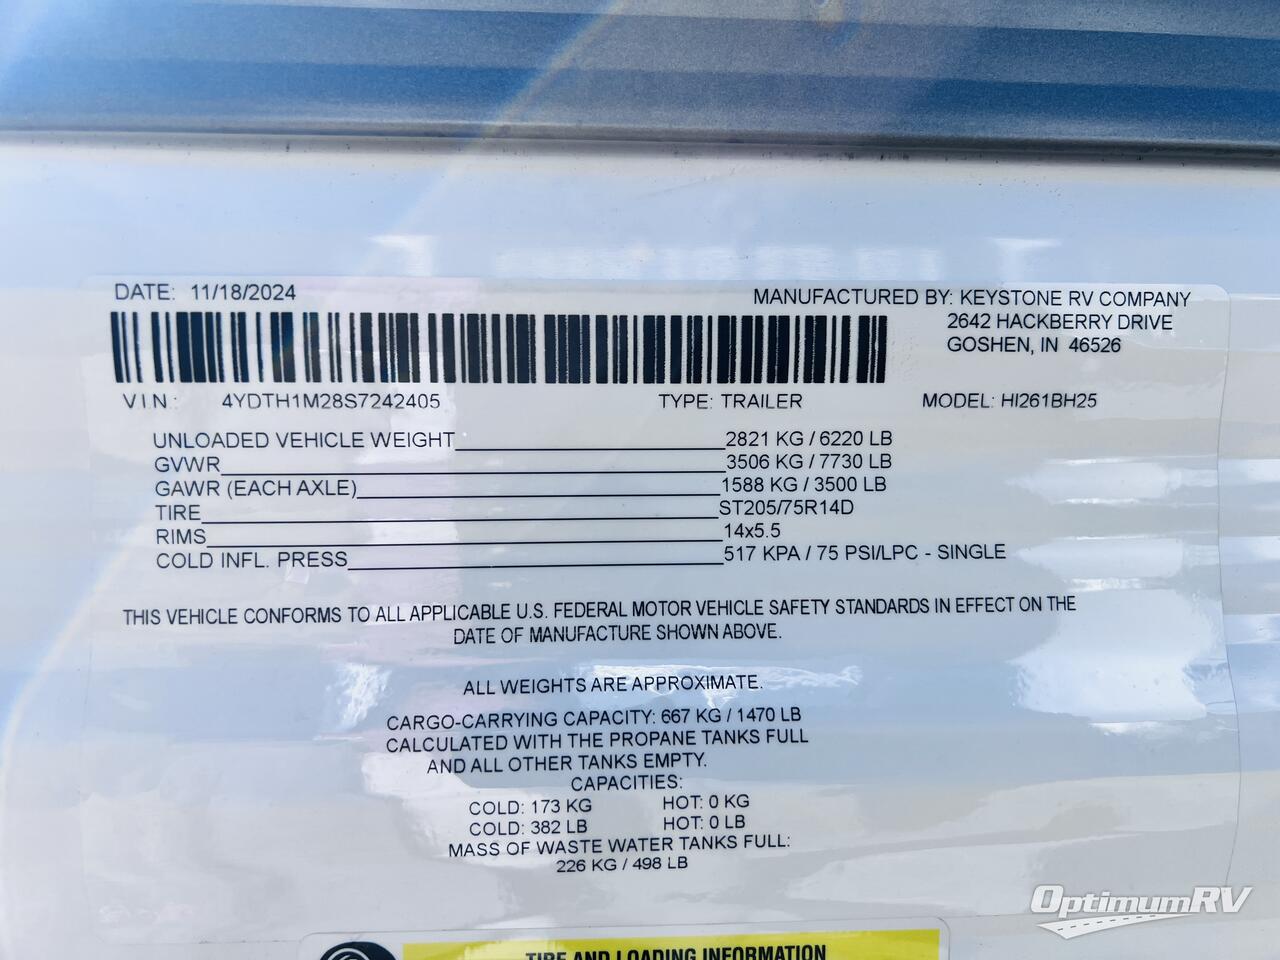 DATE: 11/18/2024
MANUFACTURED BY: KEYSTONE RV COMPANY
2642 HACKBERRY DRIVE
GOSHEN, IN 46526
V.I.N.: 4YDTH1M28S7242405 TYPE: TRAILER MODEL: HI261BH25
UNLOADED VEHICLE WEIGHT 2821 KG / 6220 LB
GVWR 3506 KG / 7730 LB
GAWR (EACH AXLE) 1588 KG / 3500 LB
TIRE ST205/75R14D
RIMS 14x5.5
COLD INFL. PRESS 517 KPA / 75 PSI/LPC - SINGLE
THIS VEHICLE CONFORMS TO ALL APPLICABLE U.S. FEDERAL MOTOR VEHICLE SAFETY STANDARDS IN EFFECT ON THE
DATE OF MANUFACTURE SHOWN ABOVE.
ALL WEIGHTS ARE APPROXIMATE.
CARGO-CARRYING CAPACITY: 667 KG / 1470 LB
CALCULATED WITH THE PROPANE TANKS FULL
AND ALL OTHER TANKS EMPTY.
CAPACITIES:
COLD: 173 KG HOT: 0 KG
COLD: 382 LB HOT: 0 LB
MASS OF WASTE WATER TANKS FULL:
226 KG / 498 LB
OptimumRV
TIRE AND LOADING INFORMATION